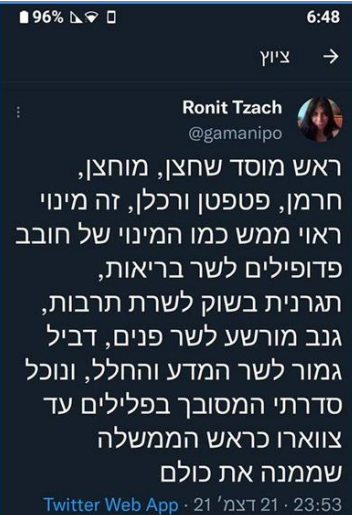 96% 6:48
ציוץ
Ronit Tzach
@gamanipo
ראש מוסד שחצן, מוחצן,
חרמן, פטפטן ורכלן, זה מינוי
ראוי ממש כמו המינוי של חובב
פדופילים לשר בריאות,
תגרנית בשוק לשרת תרבות,
גנב מורשע לשר פנים, דביל
גמור לשר המדע והחלל, ונוכל
סדרתי המסובך בפלילים עד
צווארו כראש הממשלה
שממנה את כולם
23:53 · 21 דצמ׳ 21 · Twitter Web App